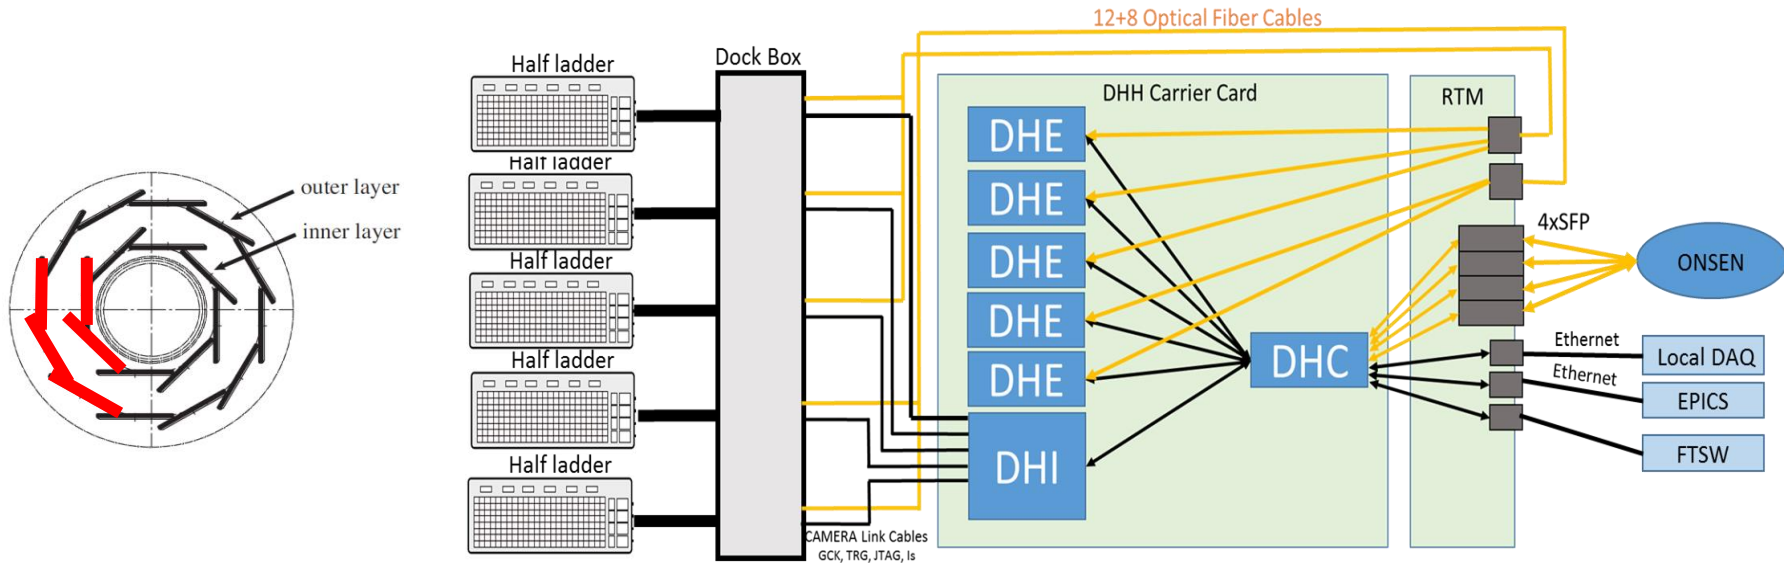 outer layer
inner layer
Half ladder
Half ladder
Half ladder
Half ladder
Half ladder
Dock Box
12+8 Optical Fiber Cables
DHH Carrier Card
DHE
DHE
DHE
DHE
DHE
DHI
DHC
CAMERA Link Cables
GCK, TRG, JTAG, Is
RTM
4xSFP
ONSEN
Ethernet
Local DAQ
Ethernet
EPICS
FTSW